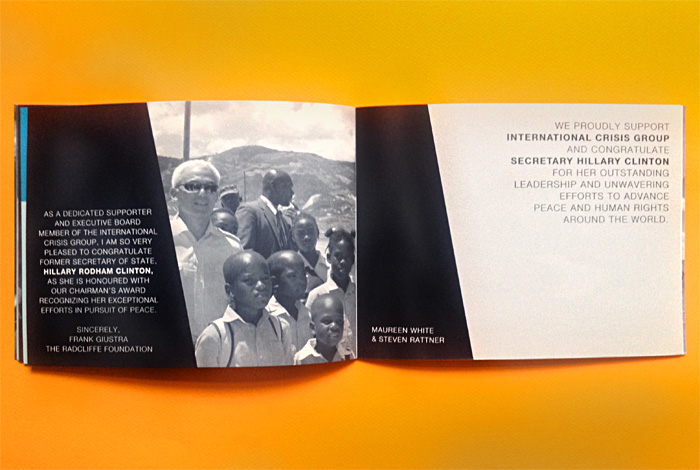 AS A DEDICATED SUPPORTER
AND EXECUTIVE BOARD
MEMBER OF THE INTERNATIONAL
CRISIS GROUP, I AM SO VERY
PLEASED TO CONGRATULATE
FORMER SECRETARY OF STATE,
HILLARY RODHAM CLINTON,
AS SHE IS HONOURED WITH
OUR CHAIRMAN'S AWARD
RECOGNIZING HER EXCEPTIONAL
EFFORTS IN PURSUIT OF PEACE.
SINCERELY,
FRANK GIUSTRA
THE RADCLIFFE FOUNDATION
WE PROUDLY SUPPORT
INTERNATIONAL CRISIS GROUP
AND CONGRATULATE
SECRETARY HILLARY CLINTON
FOR HER OUTSTANDING
LEADERSHIP AND UNWAVERING
EFFORTS TO ADVANCE
PEACE AND HUMAN RIGHTS
AROUND THE WORLD.
MAUREEN WHITE
& STEVEN RATTNER